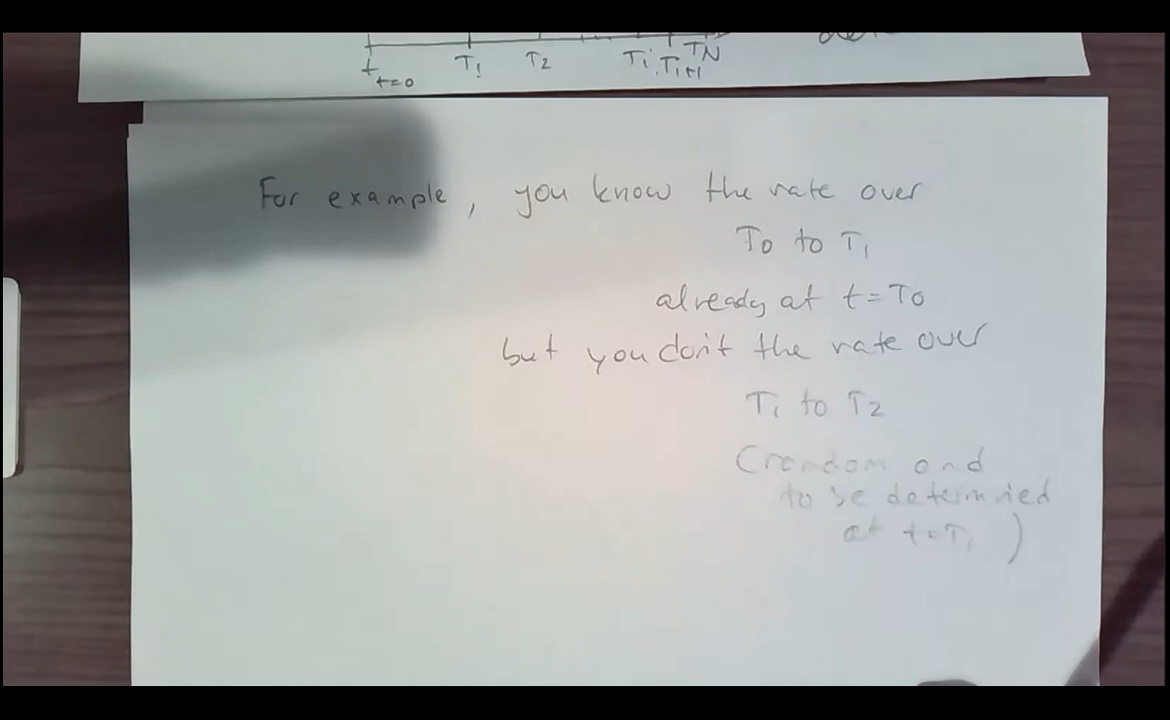 t T1 T2 Ti Ti+1 TN
t=0
For example, you know the rate over
T0 to T1
already at t=T0
but you don't the rate over
T1 to T2
(random and
to be determined
at t=T1)